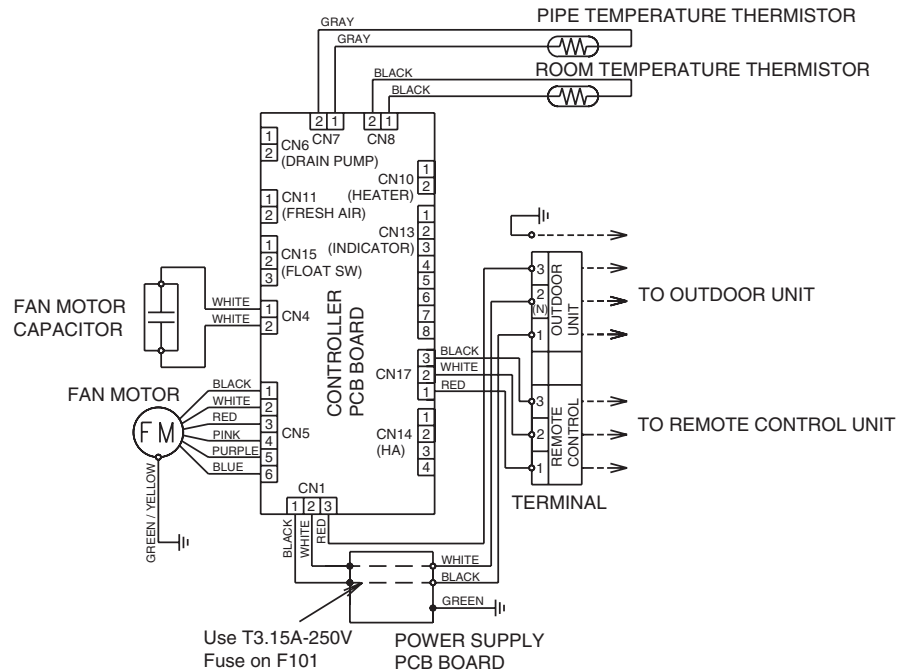 PIPE TEMPERATURE THERMISTOR
GRAY
GRAY
ROOM TEMPERATURE THERMISTOR
BLACK
BLACK
2 1
CN7
2 1
CN8
1
2
CN6
(DRAIN PUMP)
CN10
(HEATER)
1
2
1
2
CN11
(FRESH AIR)
CN13
(INDICATOR)
1
2
3
4
5
6
7
8
1
2
3
CN15
(FLOAT SW)
CONTROLLER
PCB BOARD
FAN MOTOR
CAPACITOR
WHITE
WHITE
1
2
CN4
3
2
(N)
1
OUTDOOR
UNIT
TO OUTDOOR UNIT
CN17
3
2
1
BLACK
WHITE
RED
FAN MOTOR
FM
BLACK
WHITE
RED
PINK
PURPLE
BLUE
1
2
3
4
5
6
CN5
GREEN / YELLOW
CN14
(HA)
1
2
3
4
3
2
1
REMOTE
CONTROL
TO REMOTE CONTROL UNIT
TERMINAL
CN1
1 2 3
BLACK
WHITE
RED
WHITE
BLACK
GREEN
Use T3.15A-250V
Fuse on F101
POWER SUPPLY
PCB BOARD